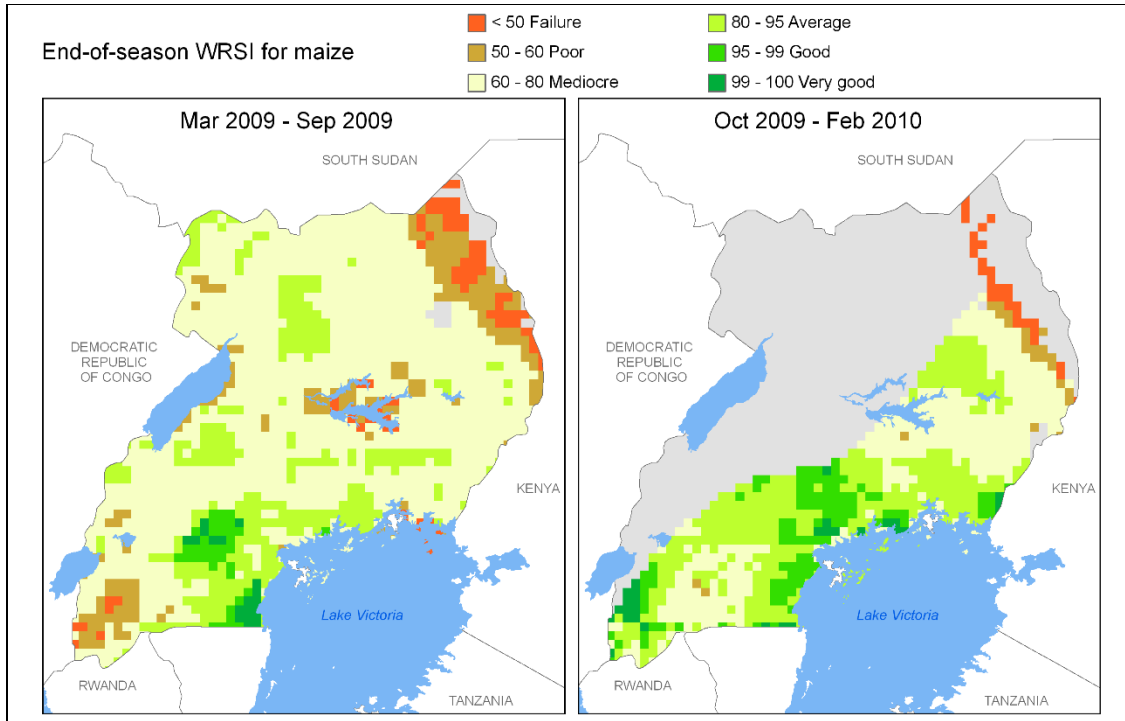 End-of-season WRSI for maize
< 50 Failure
50 - 60 Poor
60 - 80 Mediocre
80 - 95 Average
95 - 99 Good
99 - 100 Very good
Mar 2009 - Sep 2009
SOUTH SUDAN
DEMOCRATIC
REPUBLIC
OF CONGO
KENYA
Lake Victoria
RWANDA
TANZANIA
Oct 2009 - Feb 2010
SOUTH SUDAN
DEMOCRATIC
REPUBLIC
OF CONGO
KENYA
Lake Victoria
RWANDA
TANZANIA